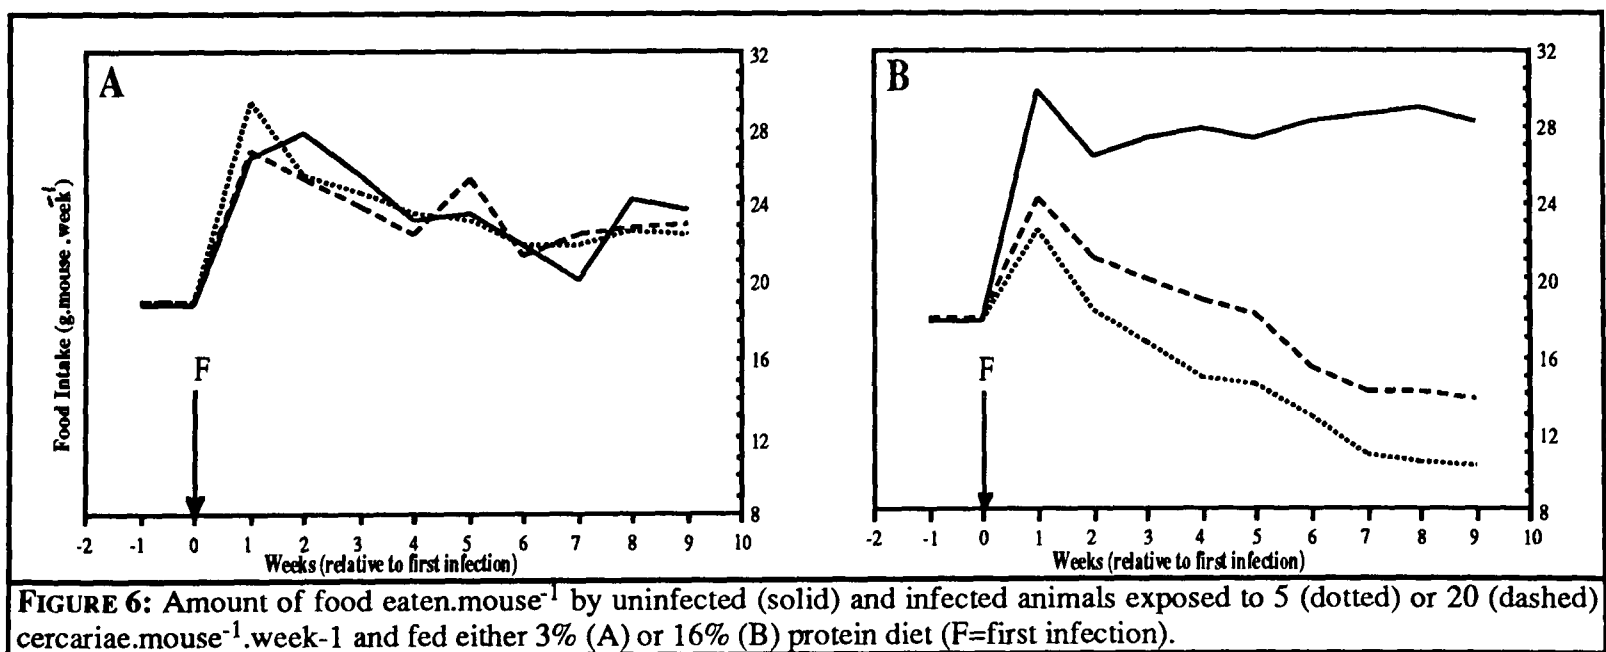 A
B
Food Intake (g.mouse.week-1)
32
28
24
20
16
12
8
F
-2 -1 0 1 2 3 4 5 6 7 8 9 10
Weeks (relative to first infection)
32
28
24
20
16
12
8
F
-2 -1 0 1 2 3 4 5 6 7 8 9 10
Weeks (relative to first infection)
FIGURE 6: Amount of food eaten.mouse-1 by uninfected (solid) and infected animals exposed to 5 (dotted) or 20 (dashed)
cercariae.mouse-1.week-1 and fed either 3% (A) or 16% (B) protein diet (F=first infection).